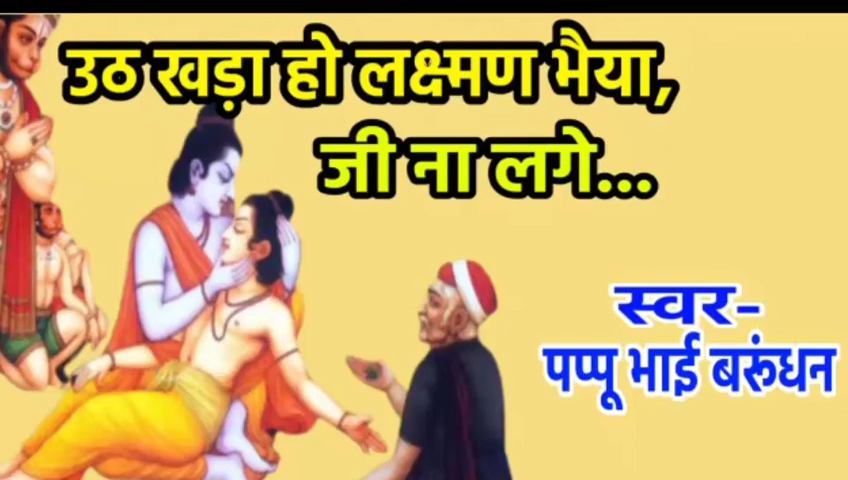 उठ खड़ा हो लक्ष्मण भैया,
जी ना लगे...
स्वर-
पप्पू भाई बरूंधन